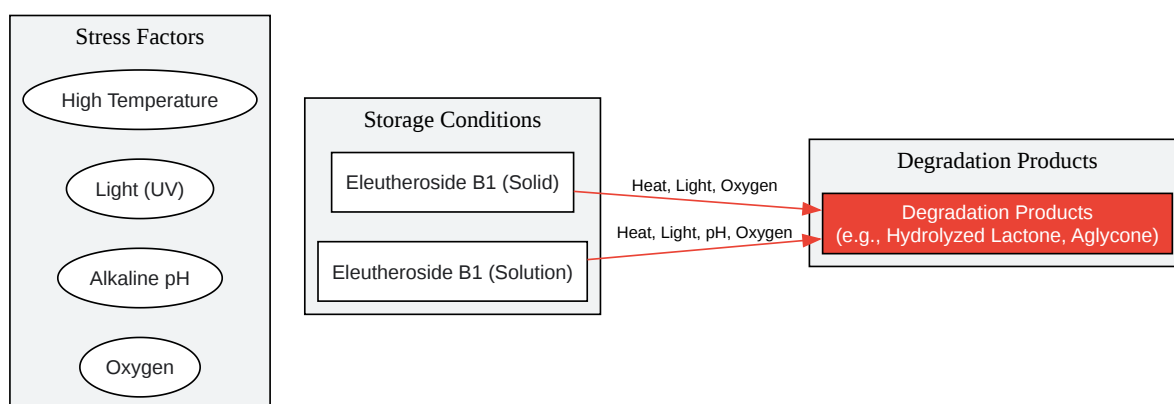 Stress Factors
High Temperature
Light (UV)
Alkaline pH
Oxygen
Storage Conditions
Eleutheroside B1 (Solid)
Eleutheroside B1 (Solution)
Heat, Light, Oxygen
Heat, Light, pH, Oxygen
Degradation Products
Degradation Products
(e.g., Hydrolyzed Lactone, Aglycone)